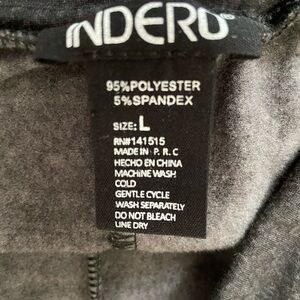 INDERO
95%POLYESTER
5%SPANDEX
SIZE: L
RN#141515
MADE IN P. R. C
HECHO EN CHINA
MACHINE WASH
COLD
GENTLE CYCLE
WASH SEPARATELY
DO NOT BLEACH
LINE DRY